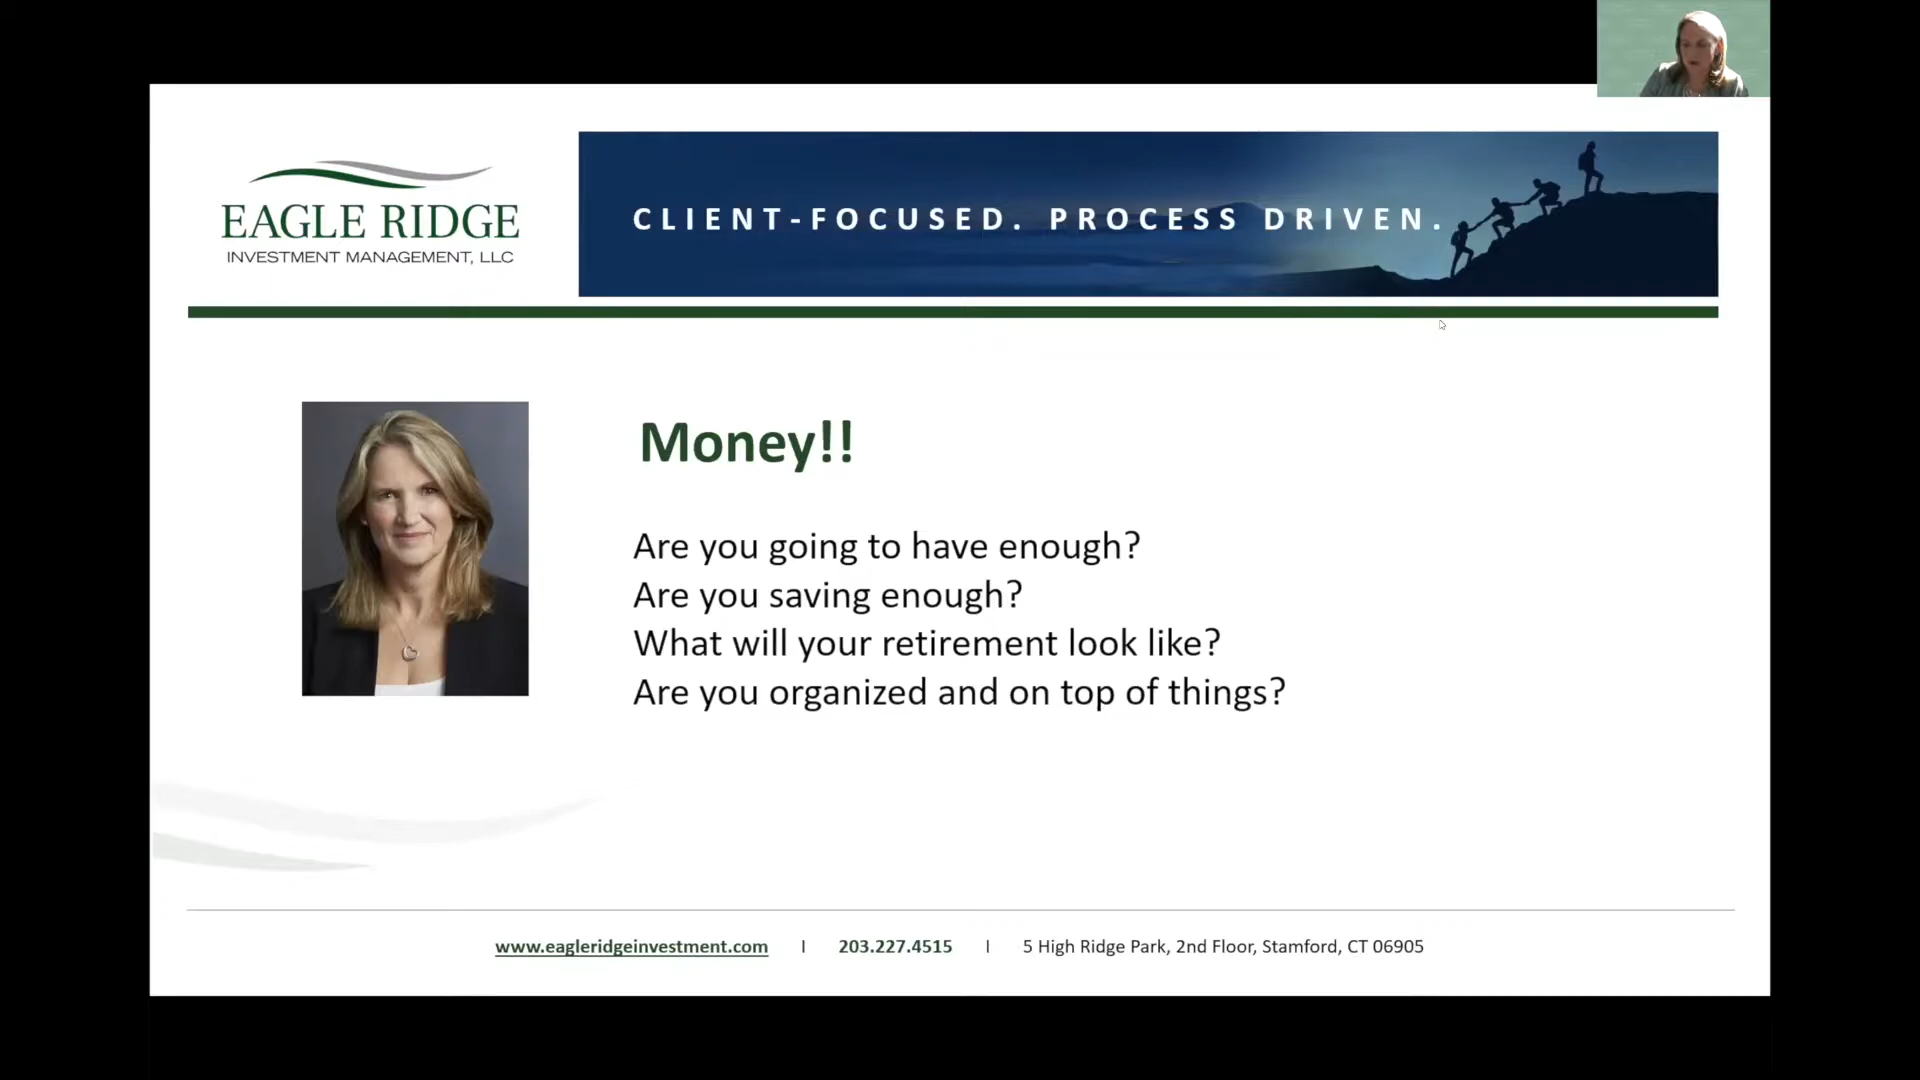 EAGLE RIDGE
INVESTMENT MANAGEMENT, LLC
CLIENT-FOCUSED. PROCESS DRIVEN.
Money!!
Are you going to have enough?
Are you saving enough?
What will your retirement look like?
Are you organized and on top of things?
www.eagleridgeinvestment.com | 203.227.4515 | 5 High Ridge Park, 2nd Floor, Stamford, CT 06905